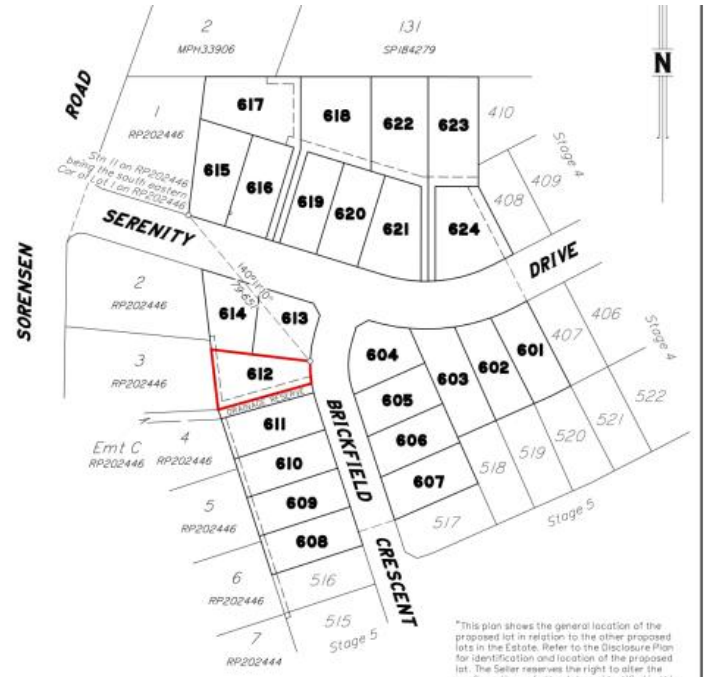 2
MPH33906
131
SP184279
N
ROAD
617
618
622
623
410
1
RP202446
Stage 4
615
616
619
620
621
624
408
409
Stn 11 on RP202446
being the south eastern
Cor of Lot 1 on RP202446
SERENITY
DRIVE
SORENSEN
140°11'10"
79·65
2
RP202446
614
613
604
603
602
601
407
406
Stage 4
3
RP202446
612
DRAINAGE RESERVE
605
606
607
BRICKFIELD
522
521
520
519
518
517
Stage 5
611
Emt C
RP202446
4
RP202446
610
609
608
5
RP202446
CRESCENT
6
RP202446
516
515
Stage 5
7
RP202444
"This plan shows the general location of the
proposed lot in relation to the other proposed
lots in the Estate. Refer to the Disclosure Plan
for identification and location of the proposed
lot. The Seller reserves the right to alter the